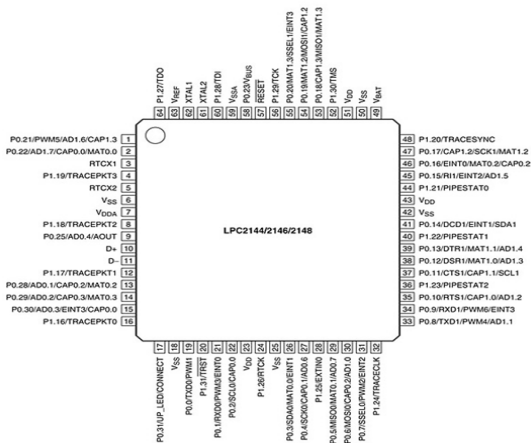 64 P1.27/TDO
63 VREF
62 XTAL1
61 XTAL2
60 P1.28/TDI
59 VSSA
58 P0.23/VBUS
57 RESET
56 P1.29/TCK
55 P0.20/MAT1.3/SSEL1/EINT3
54 P0.19/MAT1.2/MOSI1/CAP1.2
53 P0.18/CAP1.3/MISO1/MAT1.3
52 P1.30/TMS
51 VDD
50 VSS
49 VBAT
P0.21/PWM5/AD1.6/CAP1.3 1
P0.22/AD1.7/CAP0.0/MAT0.0 2
RTCX1 3
P1.19/TRACEPKT3 4
RTCX2 5
VSS 6
VDDA 7
P1.18/TRACEPKT2 8
P0.25/AD0.4/AOUT 9
D+ 10
D− 11
P1.17/TRACEPKT1 12
P0.28/AD0.1/CAP0.2/MAT0.2 13
P0.29/AD0.2/CAP0.3/MAT0.3 14
P0.30/AD0.3/EINT3/CAP0.0 15
P1.16/TRACEPKT0 16
LPC2144/2146/2148
48 P1.20/TRACESYNC
47 P0.17/CAP1.2/SCK1/MAT1.2
46 P0.16/EINT0/MAT0.2/CAP0.2
45 P0.15/RI1/EINT2/AD1.5
44 P1.21/PIPESTAT0
43 VDD
42 VSS
41 P0.14/DCD1/EINT1/SDA1
40 P1.22/PIPESTAT1
39 P0.13/DTR1/MAT1.1/AD1.4
38 P0.12/DSR1/MAT1.0/AD1.3
37 P0.11/CTS1/CAP1.1/SCL1
36 P1.23/PIPESTAT2
35 P0.10/RTS1/CAP1.0/AD1.2
34 P0.9/RXD1/PWM6/EINT3
33 P0.8/TXD1/PWM4/AD1.1
P0.31/UP_LED/CONNECT 17
VSS 18
P0.0/TXD0/PWM1 19
P1.31/TRST 20
P0.1/RXD0/PWM3/EINT0 21
P0.2/SCL0/CAP0.0 22
VDD 23
P1.26/RTCK 24
VSS 25
P0.3/SDA0/MAT0.0/EINT1 26
P0.4/SCK0/CAP0.1/AD0.6 27
P1.25/EXTIN0 28
P0.5/MISO0/MAT0.1/AD0.7 29
P0.6/MOSI0/CAP0.2/AD1.0 30
P0.7/SSEL0/PWM2/EINT2 31
P1.24/TRACECLK 32